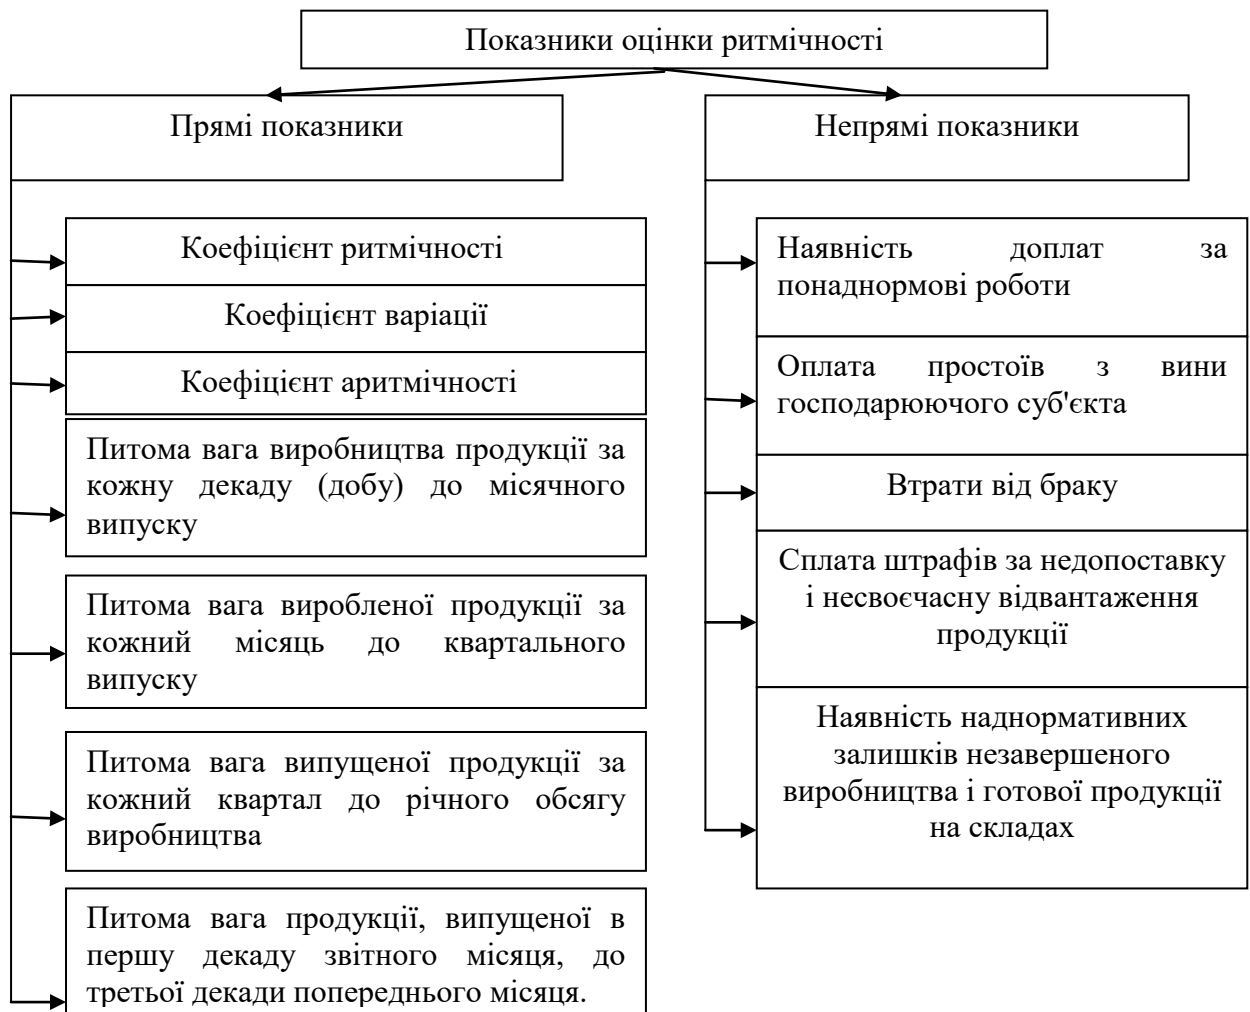 Показники оцінки ритмічності
Прямі показники
Непрямі показники
Коефіцієнт ритмічності
Коефіцієнт варіації
Коефіцієнт аритмічності
Питома вага виробництва продукції за
кожну декаду (добу) до місячного
випуску
Питома вага виробленої продукції за
кожний місяць до квартального
випуску
Питома вага випущеної продукції за
кожний квартал до річного обсягу
виробництва
Питома вага продукції, випущеної в
першу декаду звітного місяця, до
третьої декади попереднього місяця.
Наявність доплат за
понаднормові роботи
Оплата простоїв з вини
господарюючого суб'єкта
Втрати від браку
Сплата штрафів за недопоставку
і несвоєчасну відвантаження
продукції
Наявність наднормативних
залишків незавершеного
виробництва і готової продукції
на складах